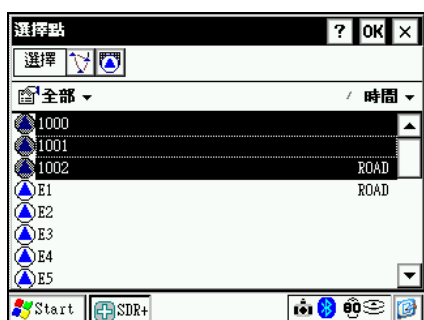 選擇點 ? OK ×
選擇
全部 / 時間
1000
1001
1002 ROAD
E1 ROAD
E2
E3
E4
E5
Start SDR+